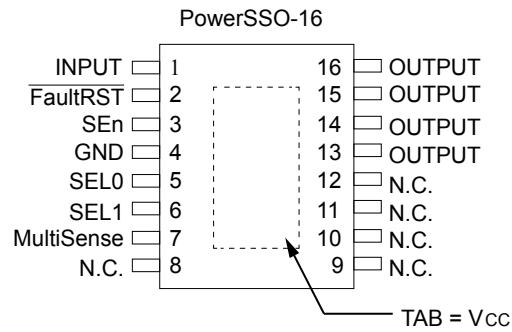 PowerSSO-16
INPUT 1 16 OUTPUT
FaultRST 2 15 OUTPUT
SEn 3 14 OUTPUT
GND 4 13 OUTPUT
SEL0 5 12 N.C.
SEL1 6 11 N.C.
MultiSense 7 10 N.C.
N.C. 8 9 N.C.
TAB = VCC